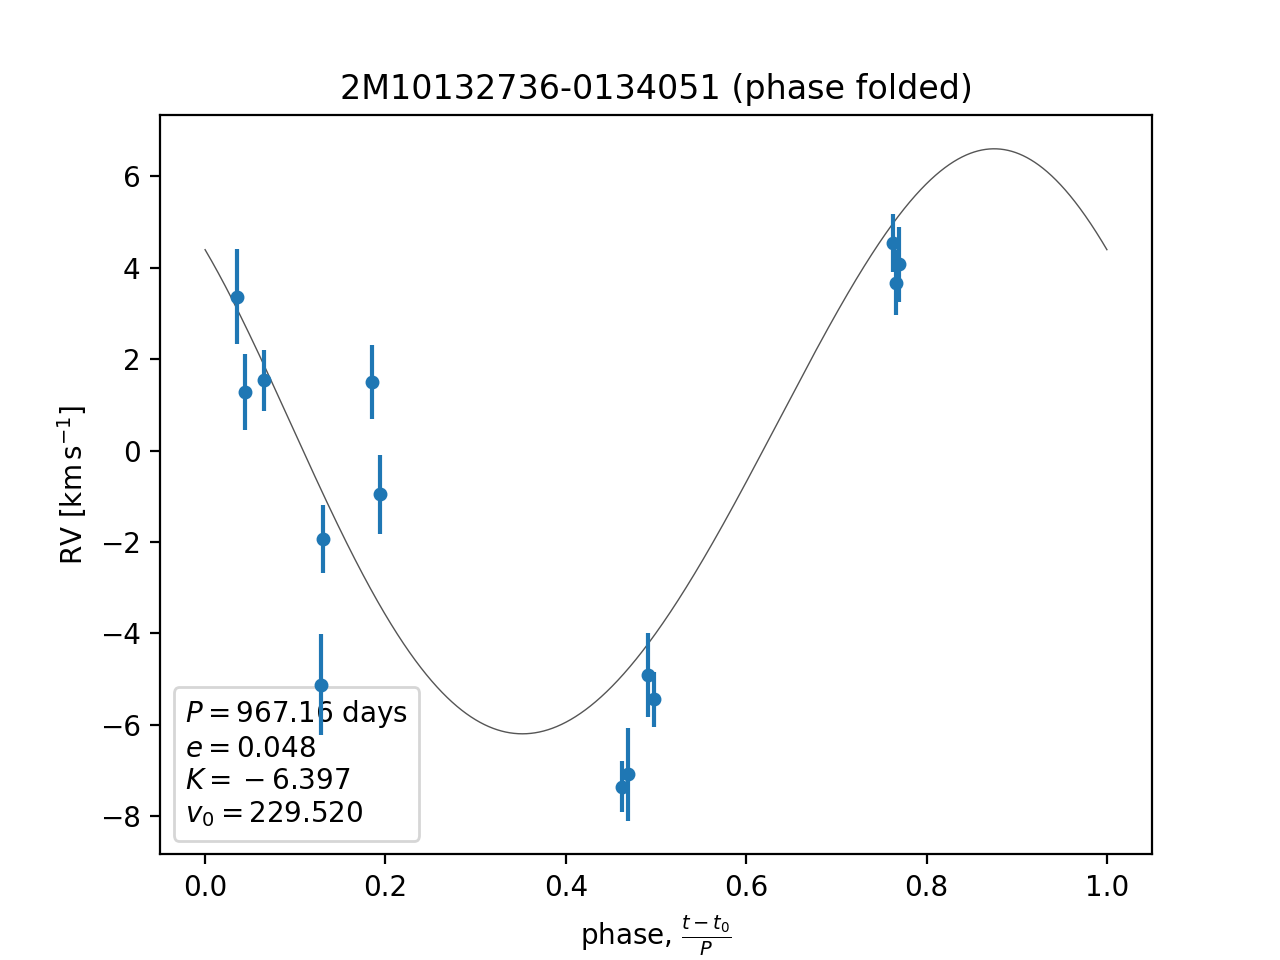 2M10132736-0134051 (phase folded)
RV [km s⁻¹]
6
4
2
0
−2
−4
−6
−8
P = 967.16 days
e = 0.048
K = −6.397
v₀ = 229.520
0.0 0.2 0.4 0.6 0.8 1.0
phase, (t − t₀)/P